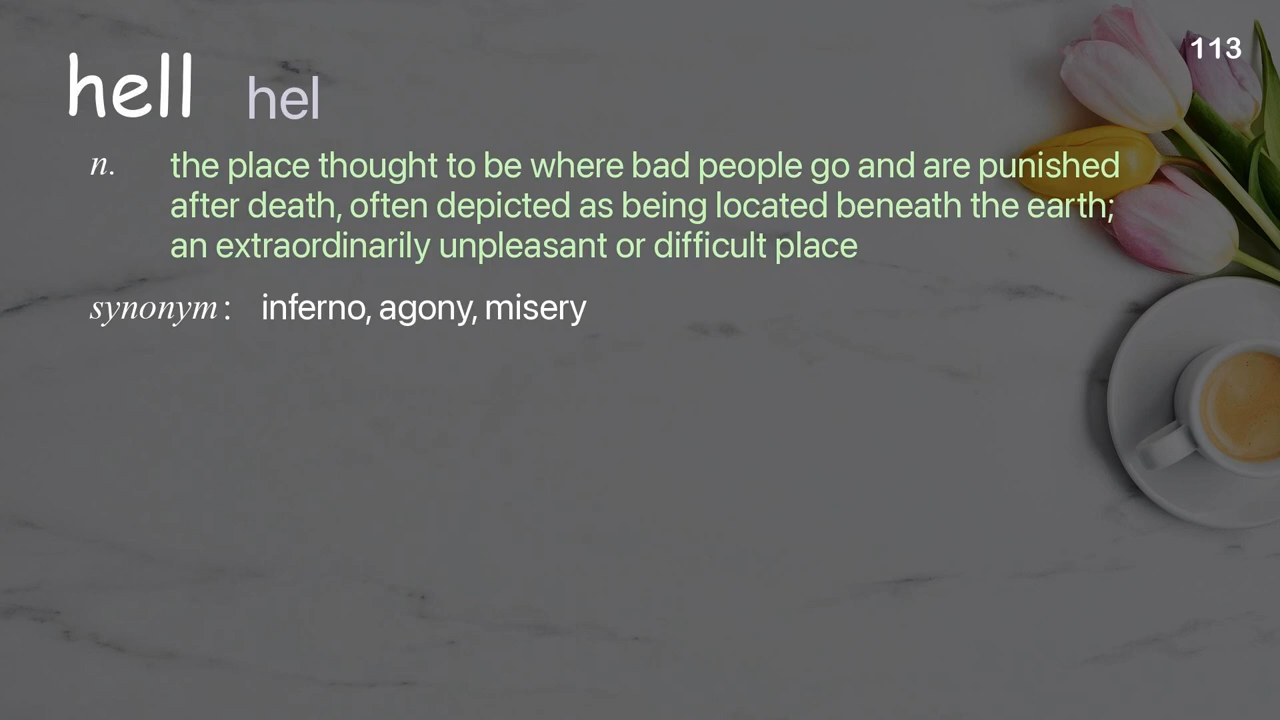 113
hell hel
n. the place thought to be where bad people go and are punished
after death, often depicted as being located beneath the earth;
an extraordinarily unpleasant or difficult place
synonym: inferno, agony, misery